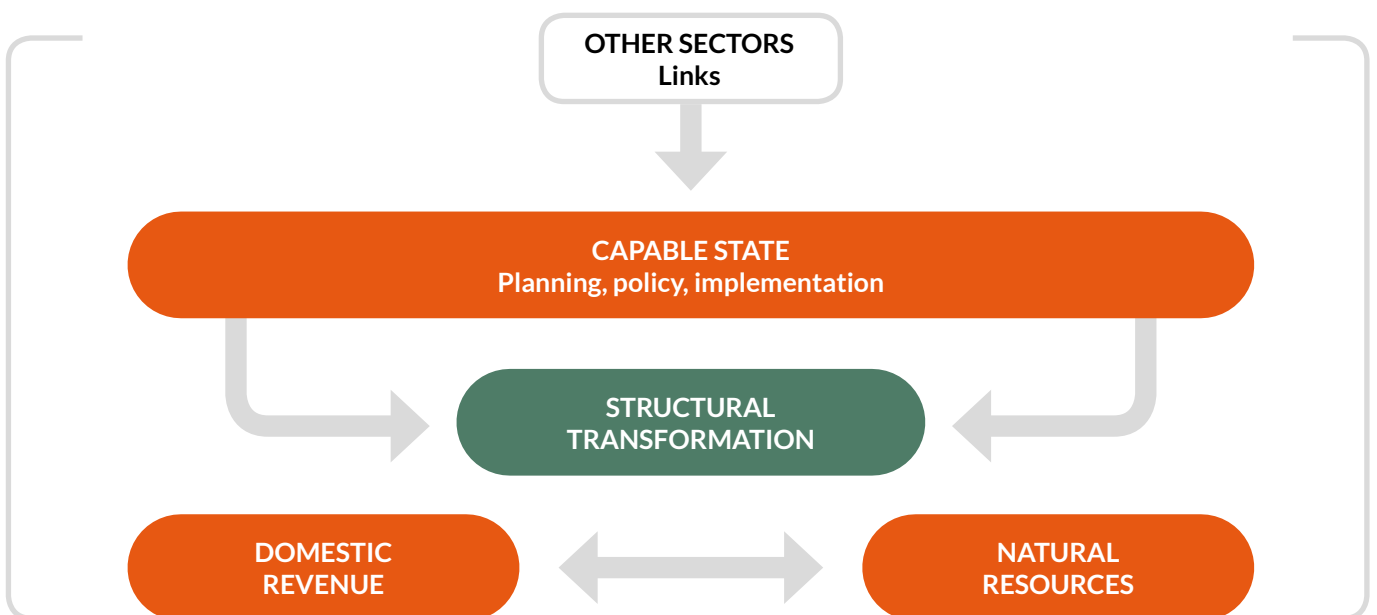 OTHER SECTORS
Links
CAPABLE STATE
Planning, policy, implementation
STRUCTURAL
TRANSFORMATION
DOMESTIC
REVENUE
NATURAL
RESOURCES